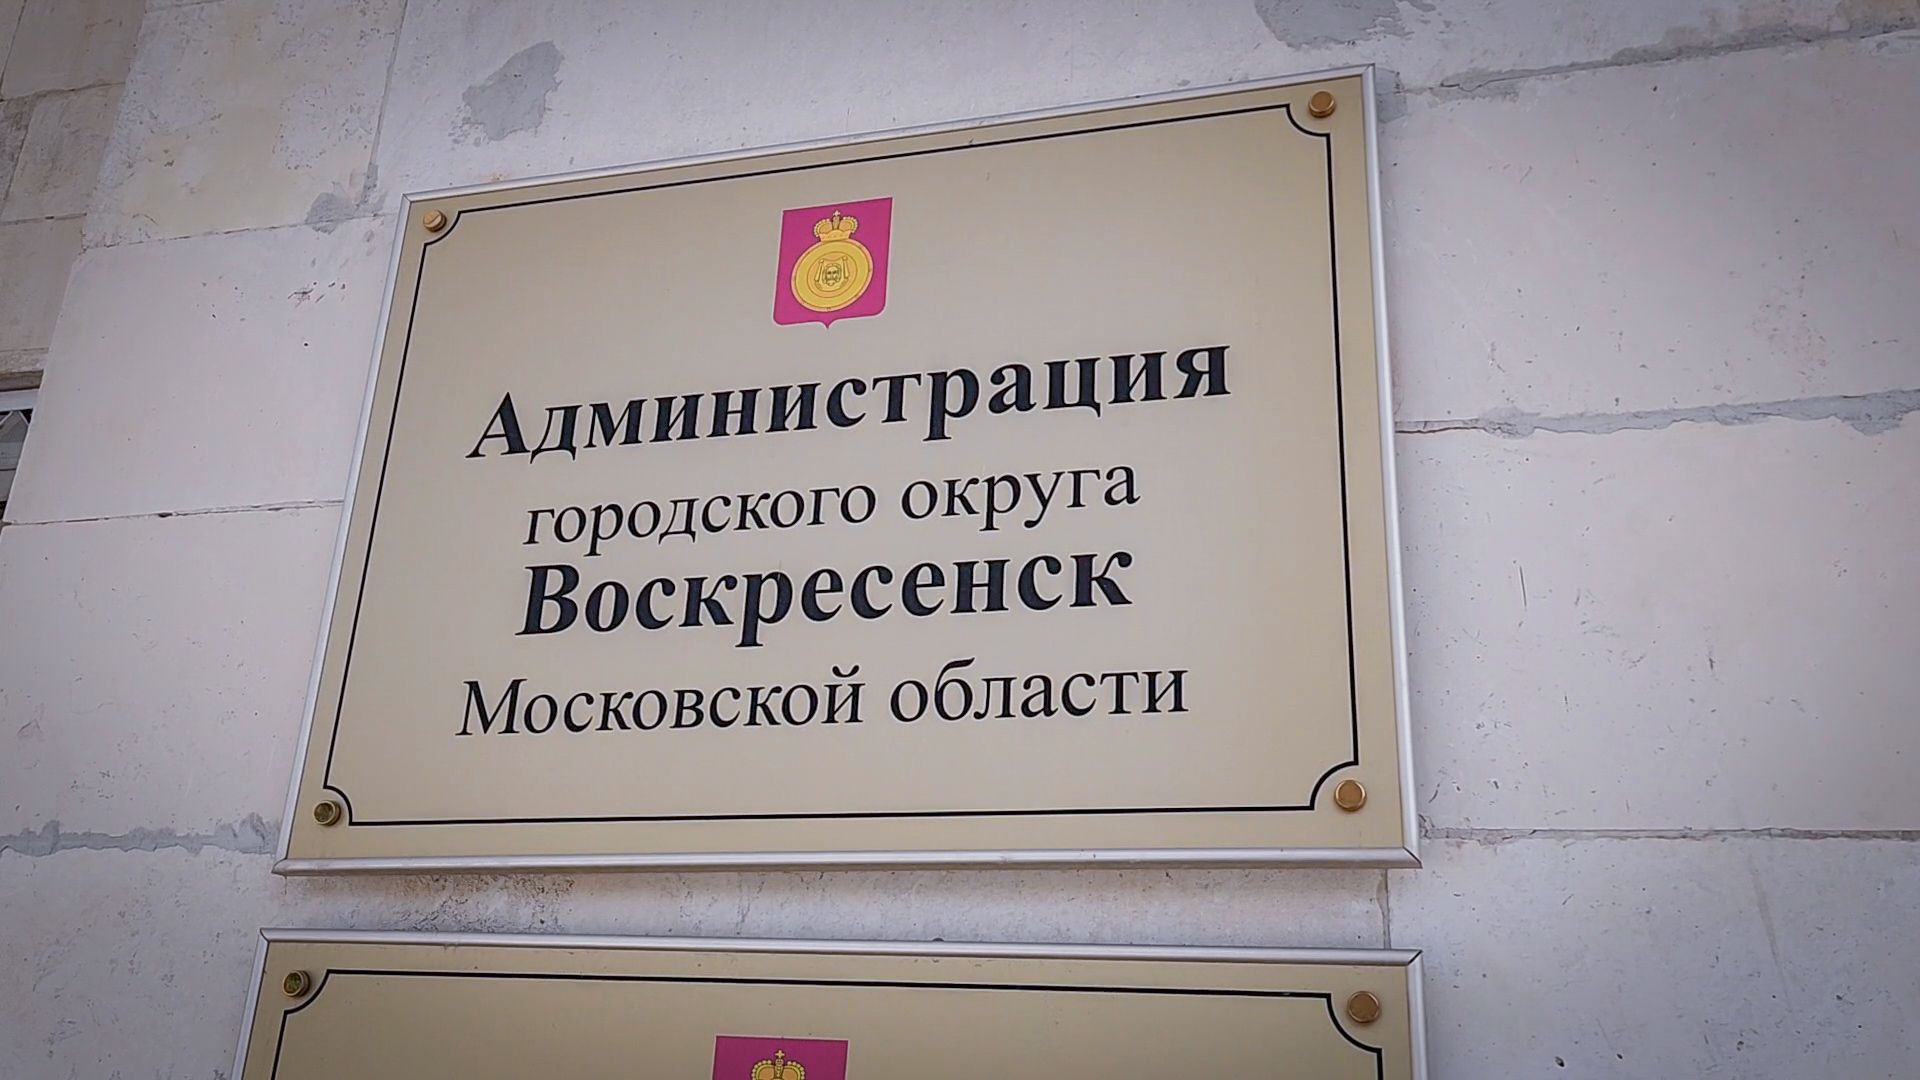 Администрация
городского округа
Воскресенск
Московской области